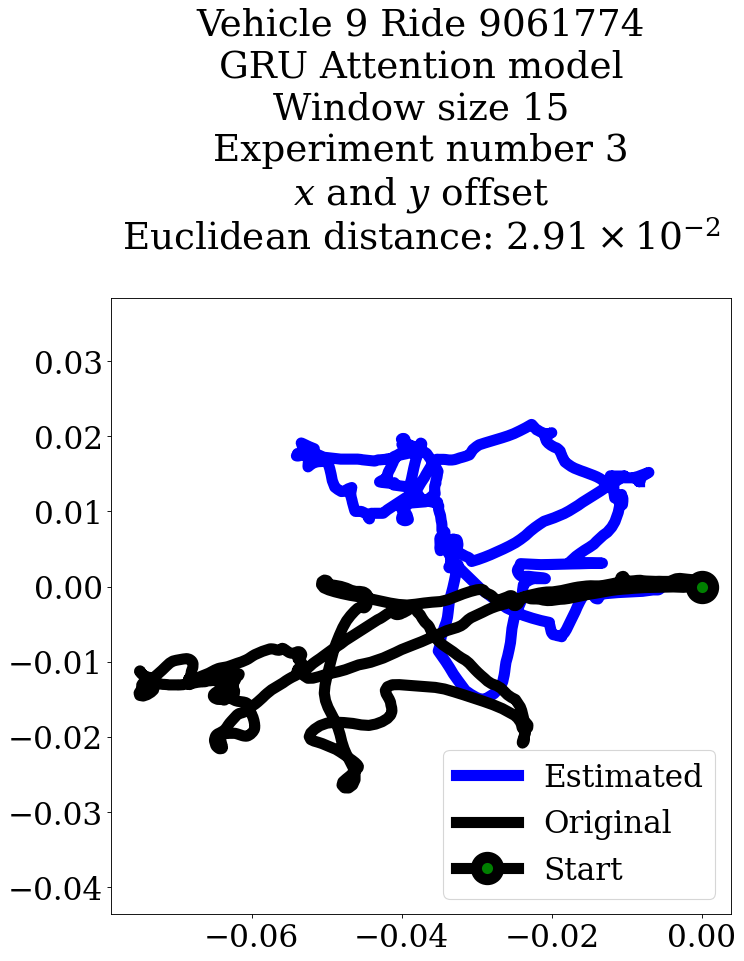 Vehicle 9 Ride 9061774
GRU Attention model
Window size 15
Experiment number 3
x and y offset
Euclidean distance: 2.91 × 10⁻²
0.03
0.02
0.01
0.00
−0.01
−0.02
−0.03
−0.04
Estimated
Original
Start
−0.06 −0.04 −0.02 0.00